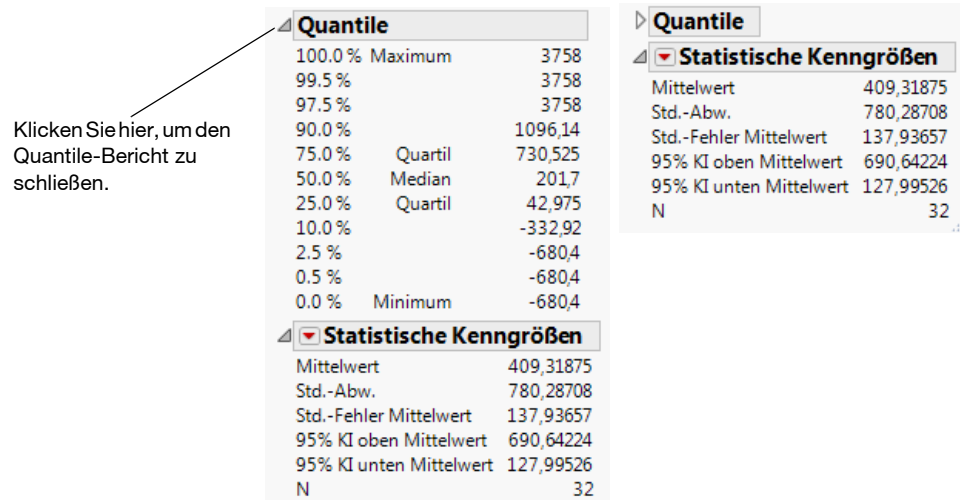 Klicken Sie hier, um den
Quantile-Bericht zu
schließen.
Quantile
100.0 % Maximum 3758
99.5 % 3758
97.5 % 3758
90.0 % 1096,14
75.0 % Quartil 730,525
50.0 % Median 201,7
25.0 % Quartil 42,975
10.0 % -332,92
2.5 % -680,4
0.5 % -680,4
0.0 % Minimum -680,4
Statistische Kenngrößen
Mittelwert 409,31875
Std.-Abw. 780,28708
Std.-Fehler Mittelwert 137,93657
95% KI oben Mittelwert 690,64224
95% KI unten Mittelwert 127,99526
N 32
Quantile
Statistische Kenngrößen
Mittelwert 409,31875
Std.-Abw. 780,28708
Std.-Fehler Mittelwert 137,93657
95% KI oben Mittelwert 690,64224
95% KI unten Mittelwert 127,99526
N 32